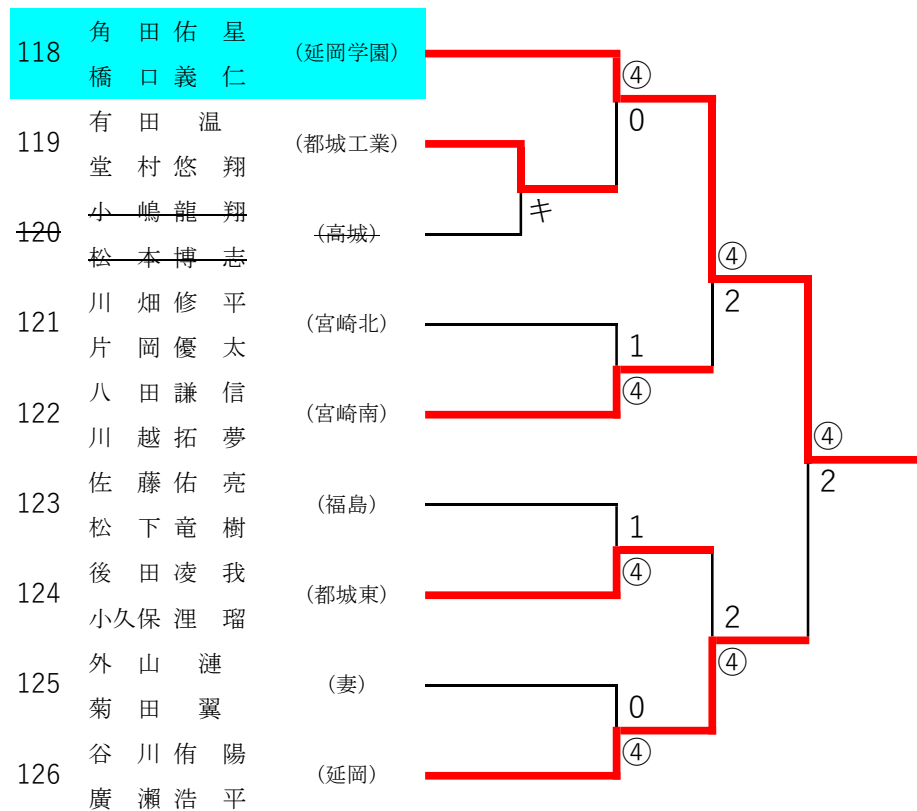 118 角田佑星 (延岡学園)
橋口義仁
④
0
119 有田温 (都城工業)
堂村悠翔
キ
120 小嶋龍翔 (高城)
松本博志
④
2
121 川畑修平 (宮崎北)
片岡優太
1
④
122 八田謙信 (宮崎南)
川越拓夢
④
2
123 佐藤佑亮 (福島)
松下竜樹
1
④
124 後田凌我 (都城東)
小久保浬瑠
2
④
125 外山漣 (妻)
菊田翼
0
④
126 谷川侑陽 (延岡)
廣瀬浩平